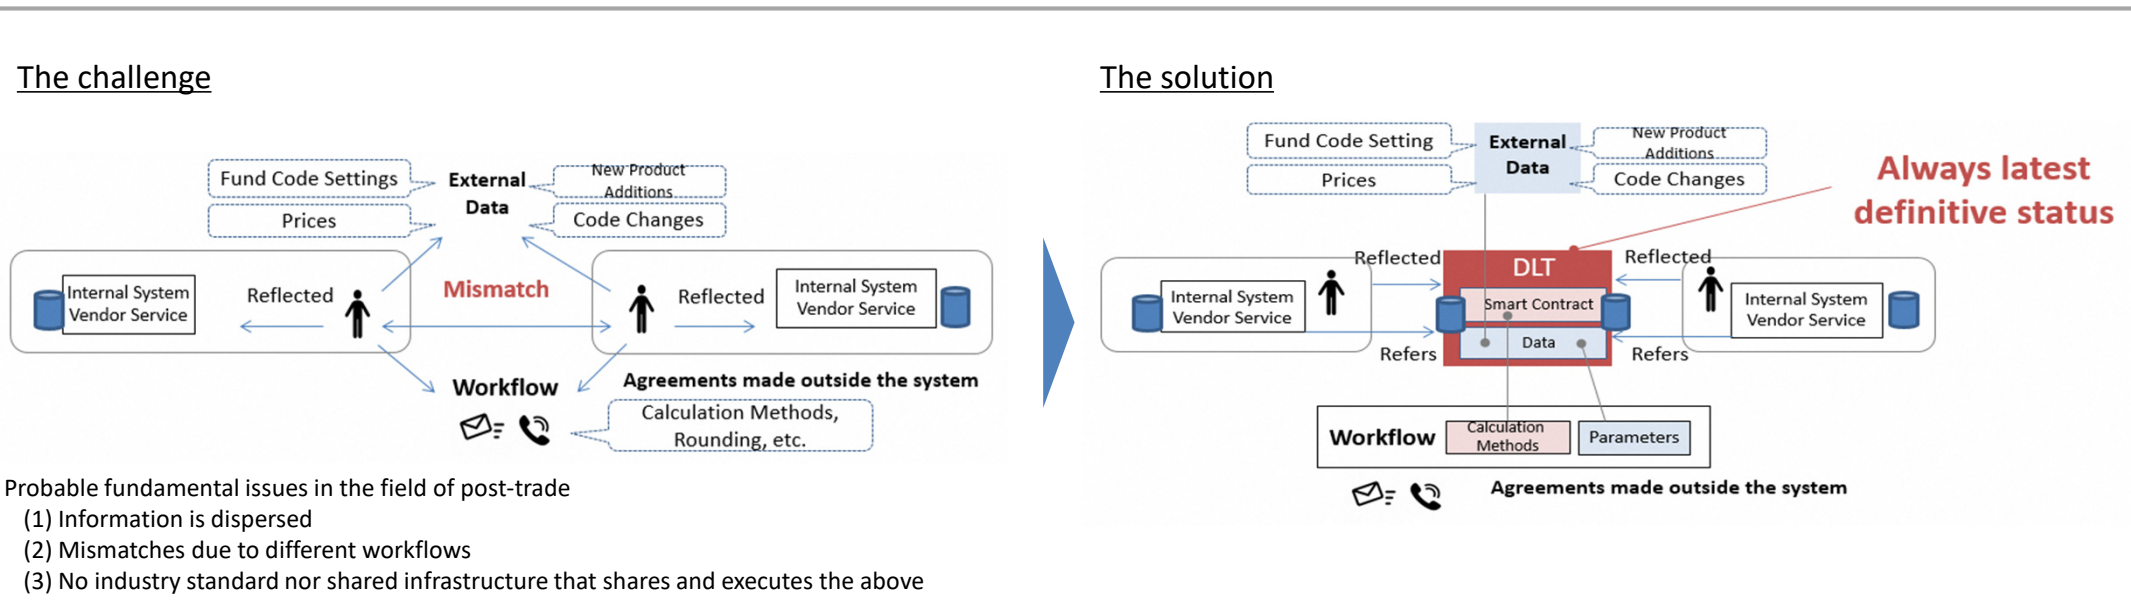 The challenge
Fund Code Settings
External
Data
New Product
Additions
Prices
Code Changes
Internal System
Vendor Service
Reflected
Mismatch
Reflected
Internal System
Vendor Service
Workflow
Agreements made outside the system
Calculation Methods,
Rounding, etc.
Probable fundamental issues in the field of post-trade
(1) Information is dispersed
(2) Mismatches due to different workflows
(3) No industry standard nor shared infrastructure that shares and executes the above
The solution
Fund Code Setting
External
Data
New Product
Additions
Prices
Code Changes
Always latest
definitive status
Reflected
DLT
Reflected
Internal System
Vendor Service
Smart Contract
Internal System
Vendor Service
Refers
Data
Refers
Workflow
Calculation
Methods
Parameters
Agreements made outside the system